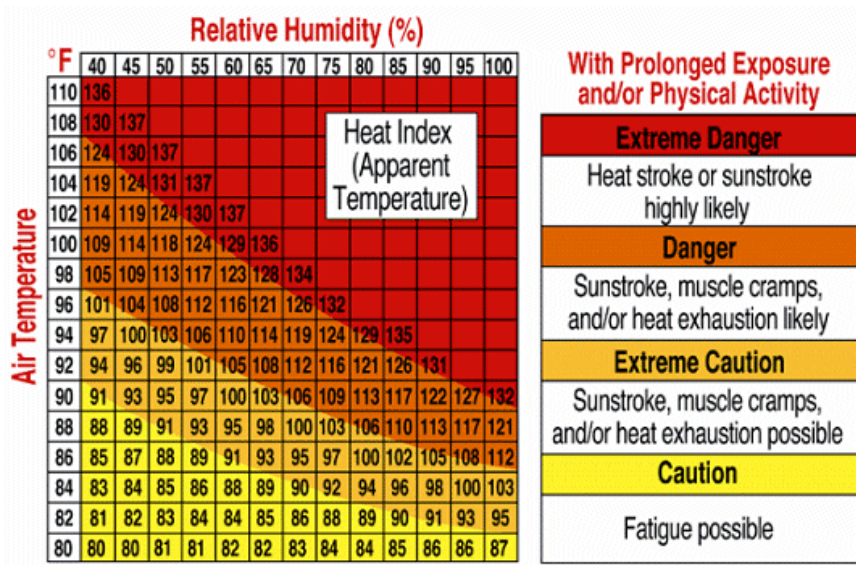 Relative Humidity (%)
°F 40 45 50 55 60 65 70 75 80 85 90 95 100
110 136
108 130 137
106 124 130 137
104 119 124 131 137
102 114 119 124 130 137
100 109 114 118 124 129 136
98 105 109 113 117 123 128 134
96 101 104 108 112 116 121 126 132
94 97 100 103 106 110 114 119 124 129 135
92 94 96 99 101 105 108 112 116 121 126 131
90 91 93 95 97 100 103 106 109 113 117 122 127 132
88 88 89 91 93 95 98 100 103 106 110 113 117 121
86 85 87 88 89 91 93 95 97 100 102 105 108 112
84 83 84 85 86 88 89 90 92 94 96 98 100 103
82 81 82 83 84 84 85 86 88 89 90 91 93 95
80 80 80 81 81 82 82 83 84 84 85 86 86 87
Air Temperature
Heat Index
(Apparent
Temperature)
With Prolonged Exposure
and/or Physical Activity
Extreme Danger
Heat stroke or sunstroke
highly likely
Danger
Sunstroke, muscle cramps,
and/or heat exhaustion likely
Extreme Caution
Sunstroke, muscle cramps,
and/or heat exhaustion possible
Caution
Fatigue possible